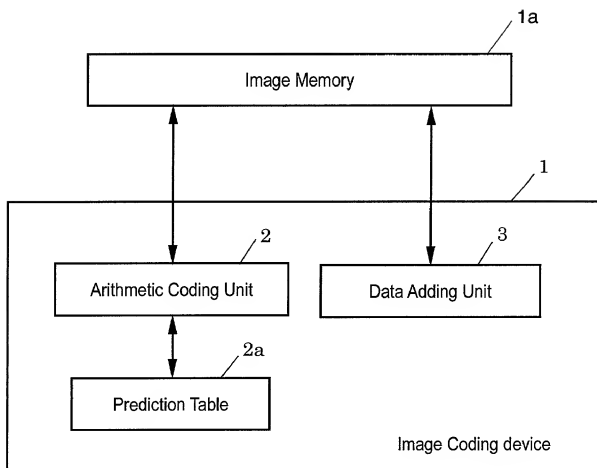 1a
Image Memory
1
2
Arithmetic Coding Unit
3
Data Adding Unit
2a
Prediction Table
Image Coding device